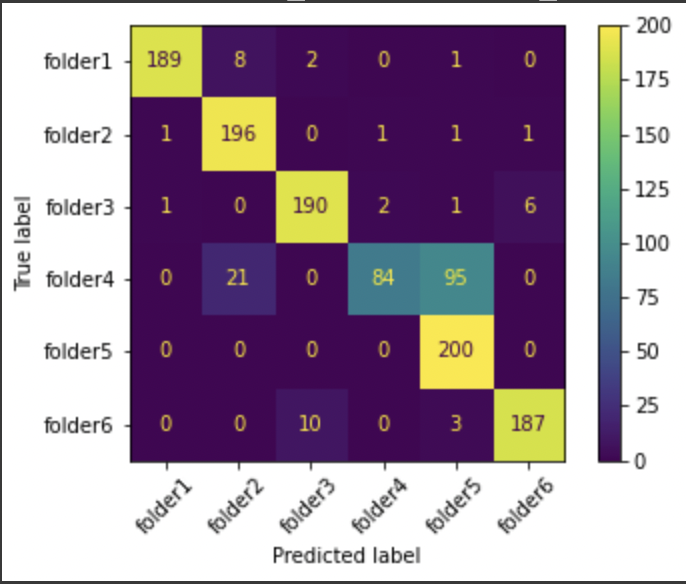 folder1 189 8 2 0 1 0
folder2 1 196 0 1 1 1
folder3 1 0 190 2 1 6
folder4 0 21 0 84 95 0
folder5 0 0 0 0 200 0
folder6 0 0 10 0 3 187
True label
folder1 folder2 folder3 folder4 folder5 folder6
Predicted label
200
175
150
125
100
75
50
25
0